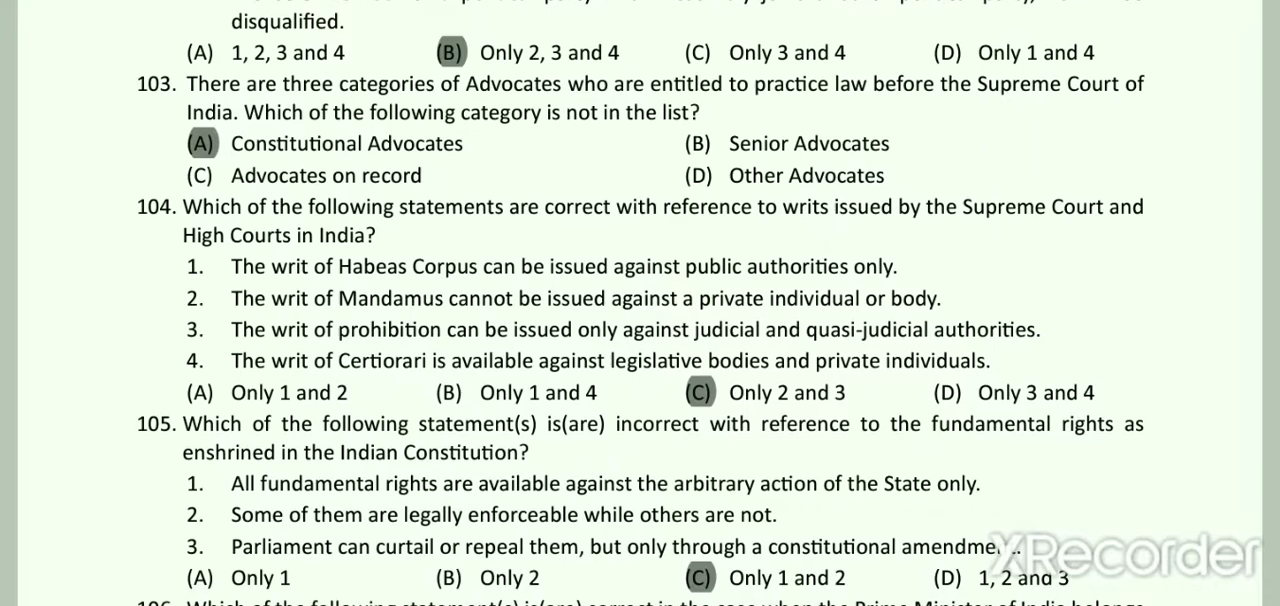 disqualified.
(A) 1, 2, 3 and 4 (B) Only 2, 3 and 4 (C) Only 3 and 4 (D) Only 1 and 4
103. There are three categories of Advocates who are entitled to practice law before the Supreme Court of
India. Which of the following category is not in the list?
(A) Constitutional Advocates (B) Senior Advocates
(C) Advocates on record (D) Other Advocates
104. Which of the following statements are correct with reference to writs issued by the Supreme Court and
High Courts in India?
1. The writ of Habeas Corpus can be issued against public authorities only.
2. The writ of Mandamus cannot be issued against a private individual or body.
3. The writ of prohibition can be issued only against judicial and quasi-judicial authorities.
4. The writ of Certiorari is available against legislative bodies and private individuals.
(A) Only 1 and 2 (B) Only 1 and 4 (C) Only 2 and 3 (D) Only 3 and 4
105. Which of the following statement(s) is(are) incorrect with reference to the fundamental rights as
enshrined in the Indian Constitution?
1. All fundamental rights are available against the arbitrary action of the State only.
2. Some of them are legally enforceable while others are not.
3. Parliament can curtail or repeal them, but only through a constitutional
XRecorder
(A) Only 1 (B) Only 2 (C) Only 1 and 2 (D) 1, 2 and 3